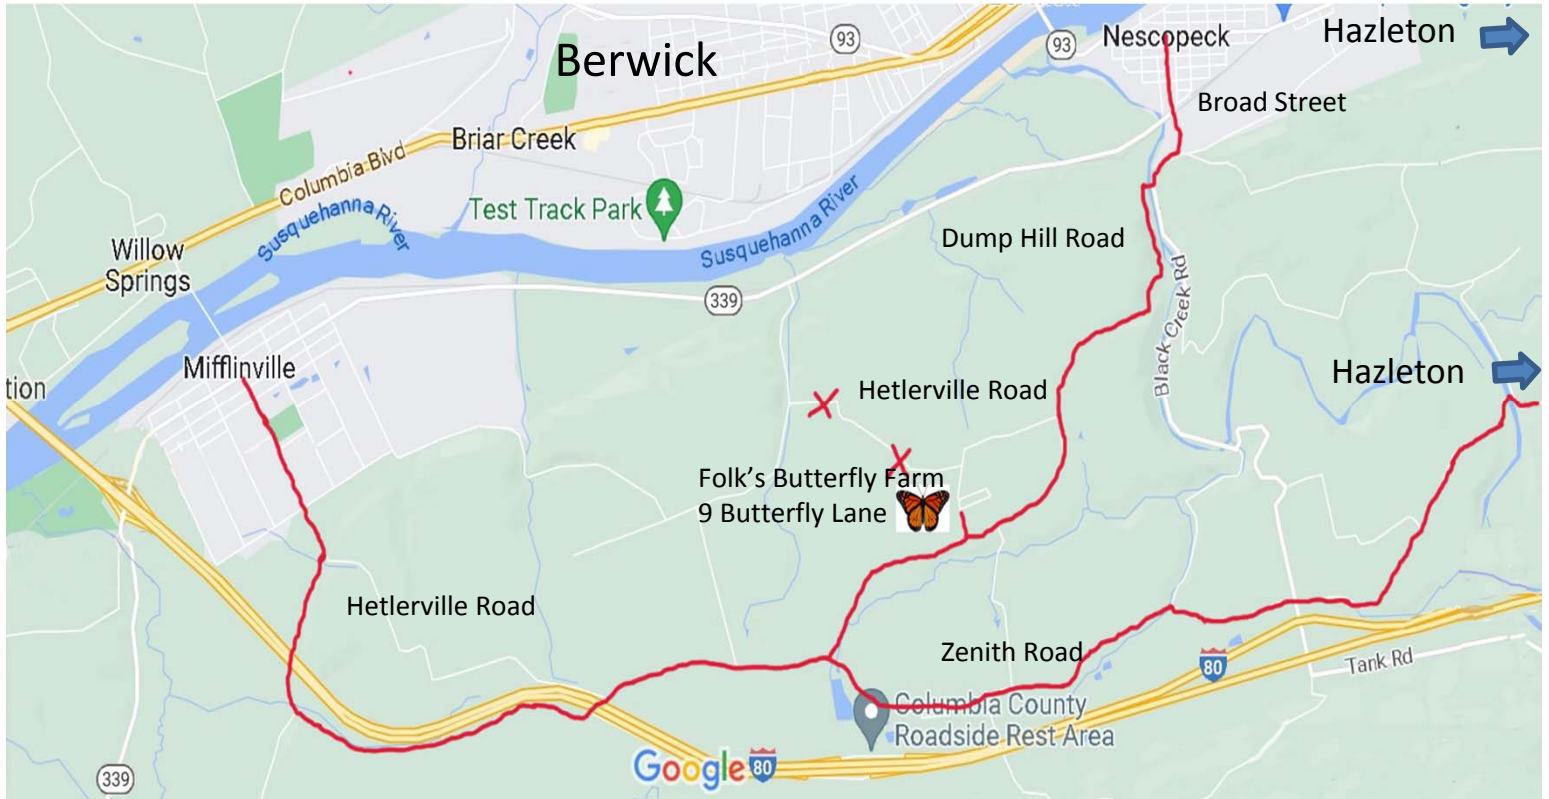 Nescopeck
Hazleton
93
93
Berwick
Broad Street
Briar Creek
Columbia Blvd
Test Track Park
Susquehanna
River
Susquehanna River
Willow
Springs
Dump Hill Road
339
Black Creek Rd
Mifflinville
tion
Hetlerville Road
Hazleton
Folk's Butterfly Farm
9 Butterfly Lane
Hetlerville Road
Zenith Road
80
Tank Rd
Columbia County
Roadside Rest Area
Google
80
339